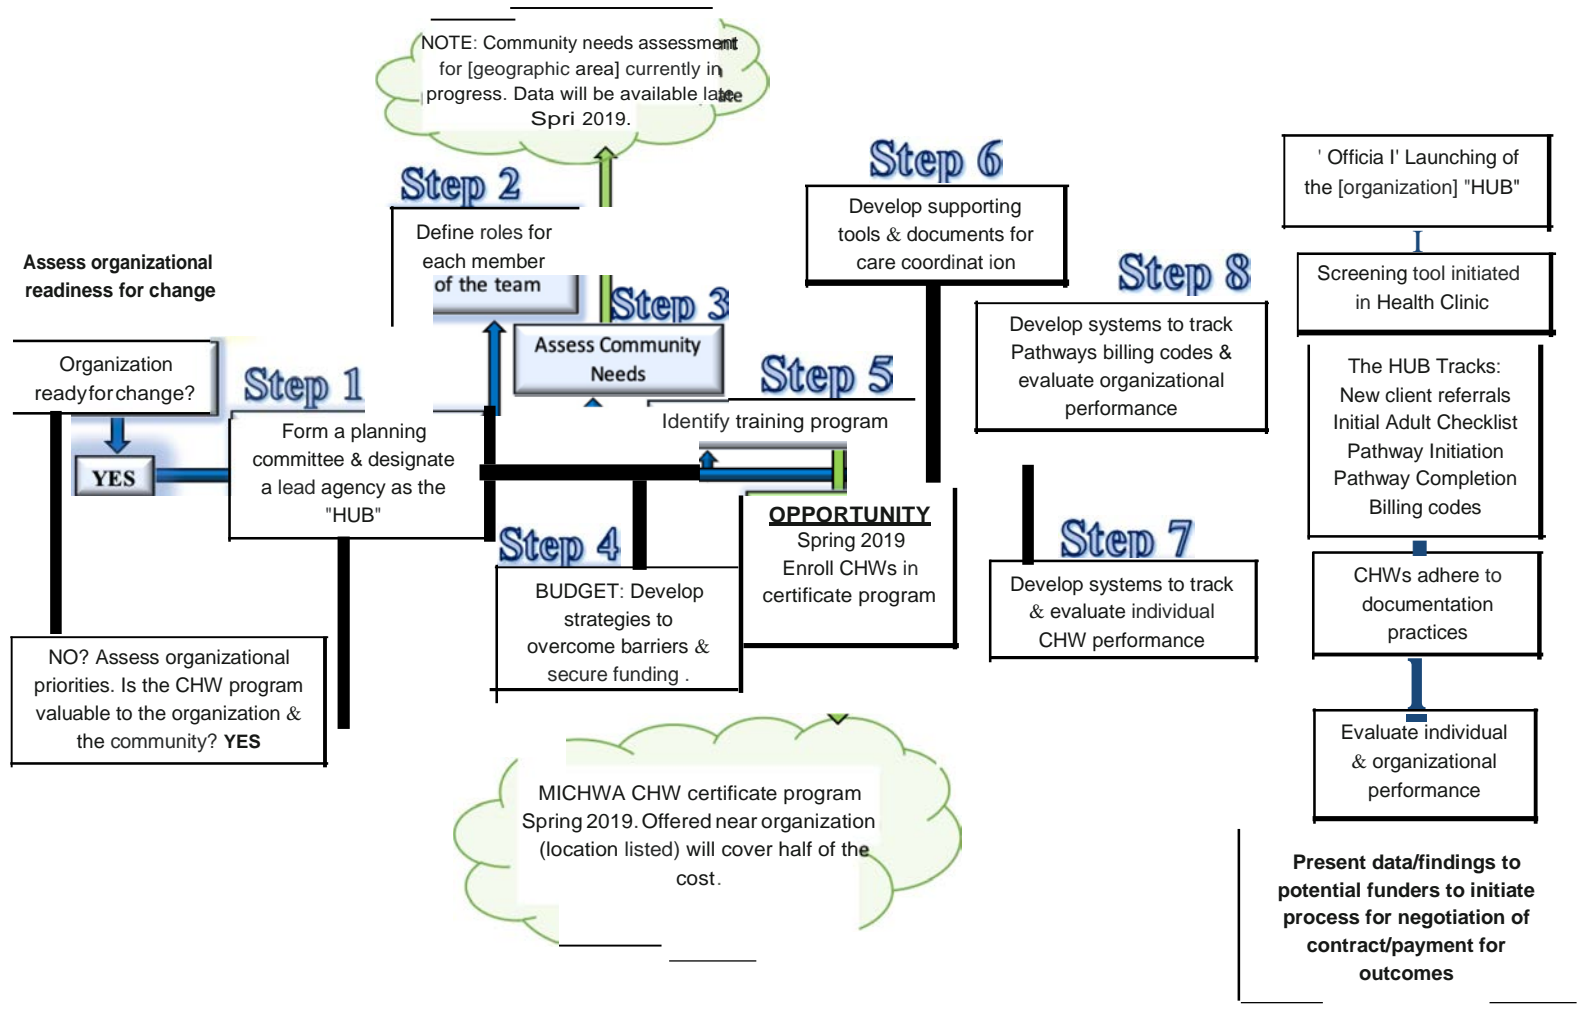 NOTE: Community needs assessment
for [geographic area] currently in
progress. Data will be available late
Spri 2019.
Assess organizational
readiness for change
Organization
readyforchange?
YES
NO? Assess organizational
priorities. Is the CHW program
valuable to the organization &
the community? YES
Step 1
Form a planning
committee & designate
a lead agency as the
"HUB"
Step 2
Define roles for
each member
of the team
Step 3
Assess Community
Needs
Step 4
BUDGET: Develop
strategies to
overcome barriers &
secure funding .
Step 5
Identify training program
OPPORTUNITY
Spring 2019
Enroll CHWs in
certificate program
MICHWA CHW certificate program
Spring 2019. Offered near organization
(location listed) will cover half of the
cost.
Step 6
Develop supporting
tools & documents for
care coordinat ion
Step 7
Develop systems to track
& evaluate individual
CHW performance
Step 8
Develop systems to track
Pathways billing codes &
evaluate organizational
performance
' Officia l' Launching of
the [organization] "HUB"
Screening tool initiated
in Health Clinic
The HUB Tracks:
New client referrals
Initial Adult Checklist
Pathway Initiation
Pathway Completion
Billing codes
CHWs adhere to
documentation
practices
Evaluate individual
& organizational
performance
Present data/findings to
potential funders to initiate
process for negotiation of
contract/payment for
outcomes